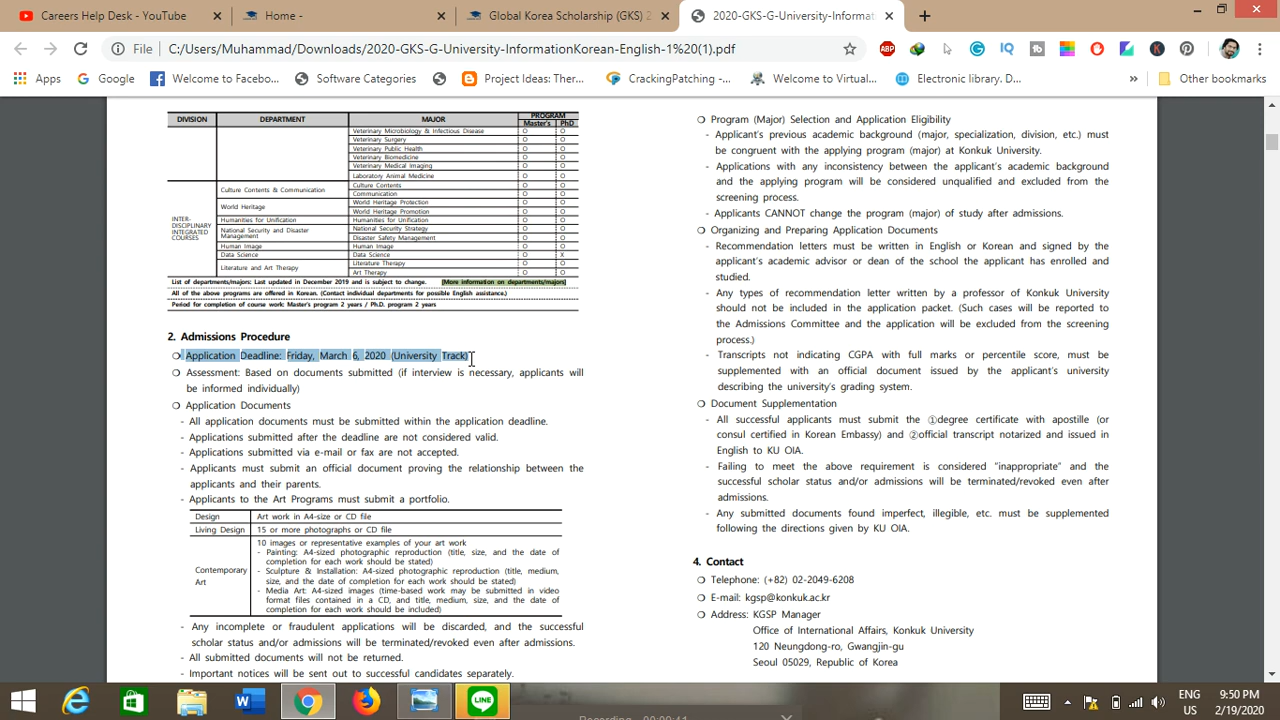 Careers Help Desk - YouTube
Home -
Global Korea Scholarship (GKS) 2
2020-GKS-G-University-Informat
File C:/Users/Muhammad/Downloads/2020-GKS-G-University-InformationKorean-English-1%20(1).pdf
Apps Google Welcome to Facebo... Software Categories Project Ideas: Ther... CrackingPatching -... Welcome to Virtual... Electronic library. D... » Other bookmarks
DIVISION DEPARTMENT MAJOR PROGRAM
Master's PhD
Veterinary Microbiology & Infectious Disease O O
Veterinary Surgery O O
Veterinary Public Health O O
Veterinary Biomedicine O O
Veterinary Medical Imaging O O
Laboratory Animal Medicine O O
INTER-DISCIPLINARY INTEGRATED COURSES
Culture Contents & Communication Culture Contents O O
Communication O O
World Heritage World Heritage Protection O O
World Heritage Promotion O O
Humanities for Unification Humanities for Unification O O
National Security and Disaster Management National Security Strategy O O
Disaster Safety Management O O
Human Image Human Image O O
Data Science Data Science O X
Literature and Art Therapy Literature Therapy O O
Art Therapy O O
List of departments/majors: Last updated in December 2019 and is subject to change. [More information on departments/majors]
All of the above programs are offered in Korean. (Contact individual departments for possible English assistance.)
Period for completion of course work: Master's program 2 years / Ph.D. program 2 years
2. Admissions Procedure
❍ Application Deadline: Friday, March 6, 2020 (University Track)
❍ Assessment: Based on documents submitted (if interview is necessary, applicants will
be informed individually)
❍ Application Documents
- All application documents must be submitted within the application deadline.
- Applications submitted after the deadline are not considered valid.
- Applications submitted via e-mail or fax are not accepted.
- Applicants must submit an official document proving the relationship between the
applicants and their parents.
- Applicants to the Art Programs must submit a portfolio.
Design Art work in A4-size or CD file
Living Design 15 or more photographs or CD file
Contemporary Art
10 images or representative examples of your art work
- Painting: A4-sized photographic reproduction (title, size, and the date of
completion for each work should be stated)
- Sculpture & Installation: A4-sized photographic reproduction (title, medium,
size, and the date of completion for each work should be stated)
- Media Art: A4-sized images (time-based work may be submitted in video
format files contained in a CD, and title, medium, size, and the date of
completion for each work should be included)
- Any incomplete or fraudulent applications will be discarded, and the successful
scholar status and/or admissions will be terminated/revoked even after admissions.
- All submitted documents will not be returned.
- Important notices will be sent out to successful candidates separately.
❍ Program (Major) Selection and Application Eligibility
- Applicant's previous academic background (major, specialization, division, etc.) must
be congruent with the applying program (major) at Konkuk University.
- Applications with any inconsistency between the applicant's academic background
and the applying program will be considered unqualified and excluded from the
screening process.
- Applicants CANNOT change the program (major) of study after admissions.
❍ Organizing and Preparing Application Documents
- Recommendation letters must be written in English or Korean and signed by the
applicant's academic advisor or dean of the school the applicant has enrolled and
studied.
- Any types of recommendation letter written by a professor of Konkuk University
should not be included in the application packet. (Such cases will be reported to
the Admissions Committee and the application will be excluded from the screening
process.)
- Transcripts not indicating CGPA with full marks or percentile score, must be
supplemented with an official document issued by the applicant's university
describing the university's grading system.
❍ Document Supplementation
- All successful applicants must submit the ①degree certificate with apostille (or
consul certified in Korean Embassy) and ②official transcript notarized and issued in
English to KU OIA.
- Failing to meet the above requirement is considered "inappropriate" and the
successful scholar status and/or admissions will be terminated/revoked even after
admissions.
- Any submitted documents found imperfect, illegible, etc. must be supplemented
following the directions given by KU OIA.
4. Contact
❍ Telephone: (+82) 02-2049-6208
❍ E-mail: kgsp@konkuk.ac.kr
❍ Address: KGSP Manager
Office of International Affairs, Konkuk University
120 Neungdong-ro, Gwangjin-gu
Seoul 05029, Republic of Korea
ENG 9:50 PM
US 2/19/2020